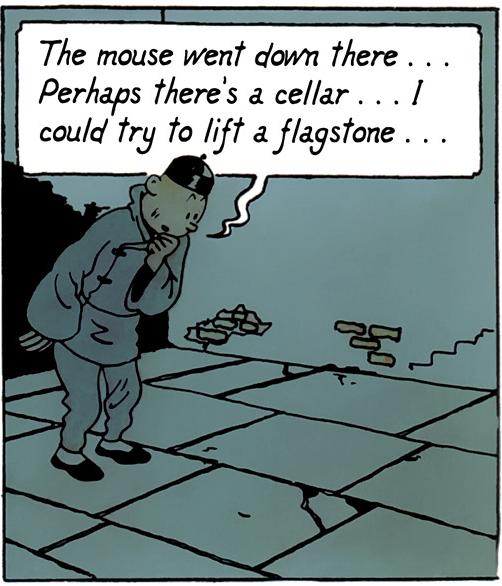 The mouse went down there . . .
Perhaps there's a cellar . . . I
could try to lift a flagstone . . .